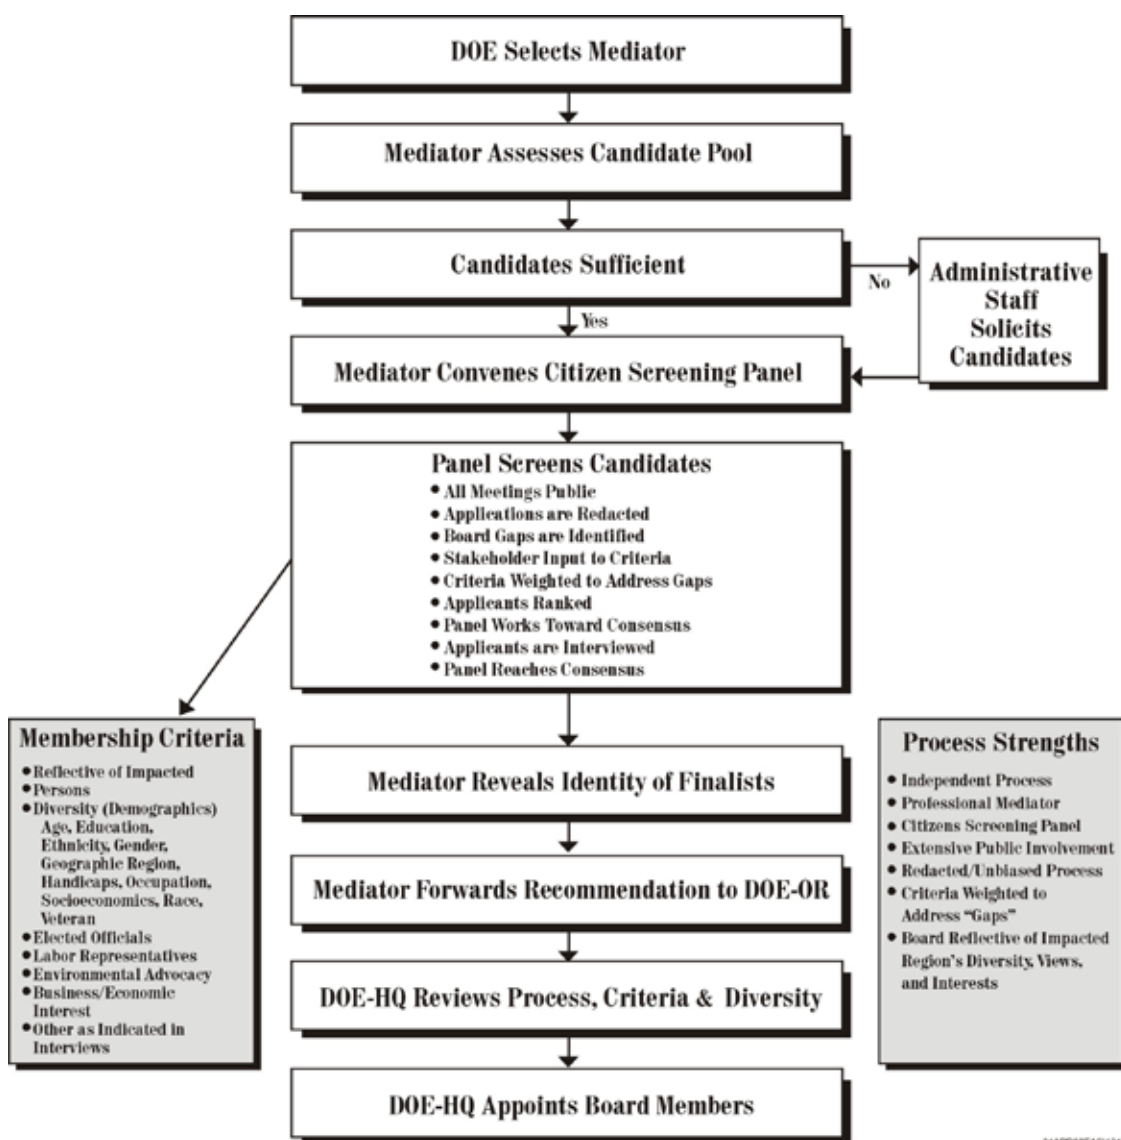 DOE Selects Mediator
Mediator Assesses Candidate Pool
Candidates Sufficient
No
Administrative
Staff
Solicits
Candidates
Yes
Mediator Convenes Citizen Screening Panel
Panel Screens Candidates
• All Meetings Public
• Applications are Redacted
• Board Gaps are Identified
• Stakeholder Input to Criteria
• Criteria Weighted to Address Gaps
• Applicants Ranked
• Panel Works Toward Consensus
• Applicants are Interviewed
• Panel Reaches Consensus
Membership Criteria
• Reflective of Impacted
• Persons
• Diversity (Demographics)
Age, Education,
Ethnicity, Gender,
Geographic Region,
Handicaps, Occupation,
Socioeconomics, Race,
Veteran
• Elected Officials
• Labor Representatives
• Environmental Advocacy
• Business/Economic
Interest
• Other as Indicated in
Interviews
Mediator Reveals Identity of Finalists
Mediator Forwards Recommendation to DOE-OR
DOE-HQ Reviews Process, Criteria & Diversity
DOE-HQ Appoints Board Members
Process Strengths
• Independent Process
• Professional Mediator
• Citizens Screening Panel
• Extensive Public Involvement
• Redacted/Unbiased Process
• Criteria Weighted to
Address “Gaps”
• Board Reflective of Impacted
Region's Diversity, Views,
and Interests